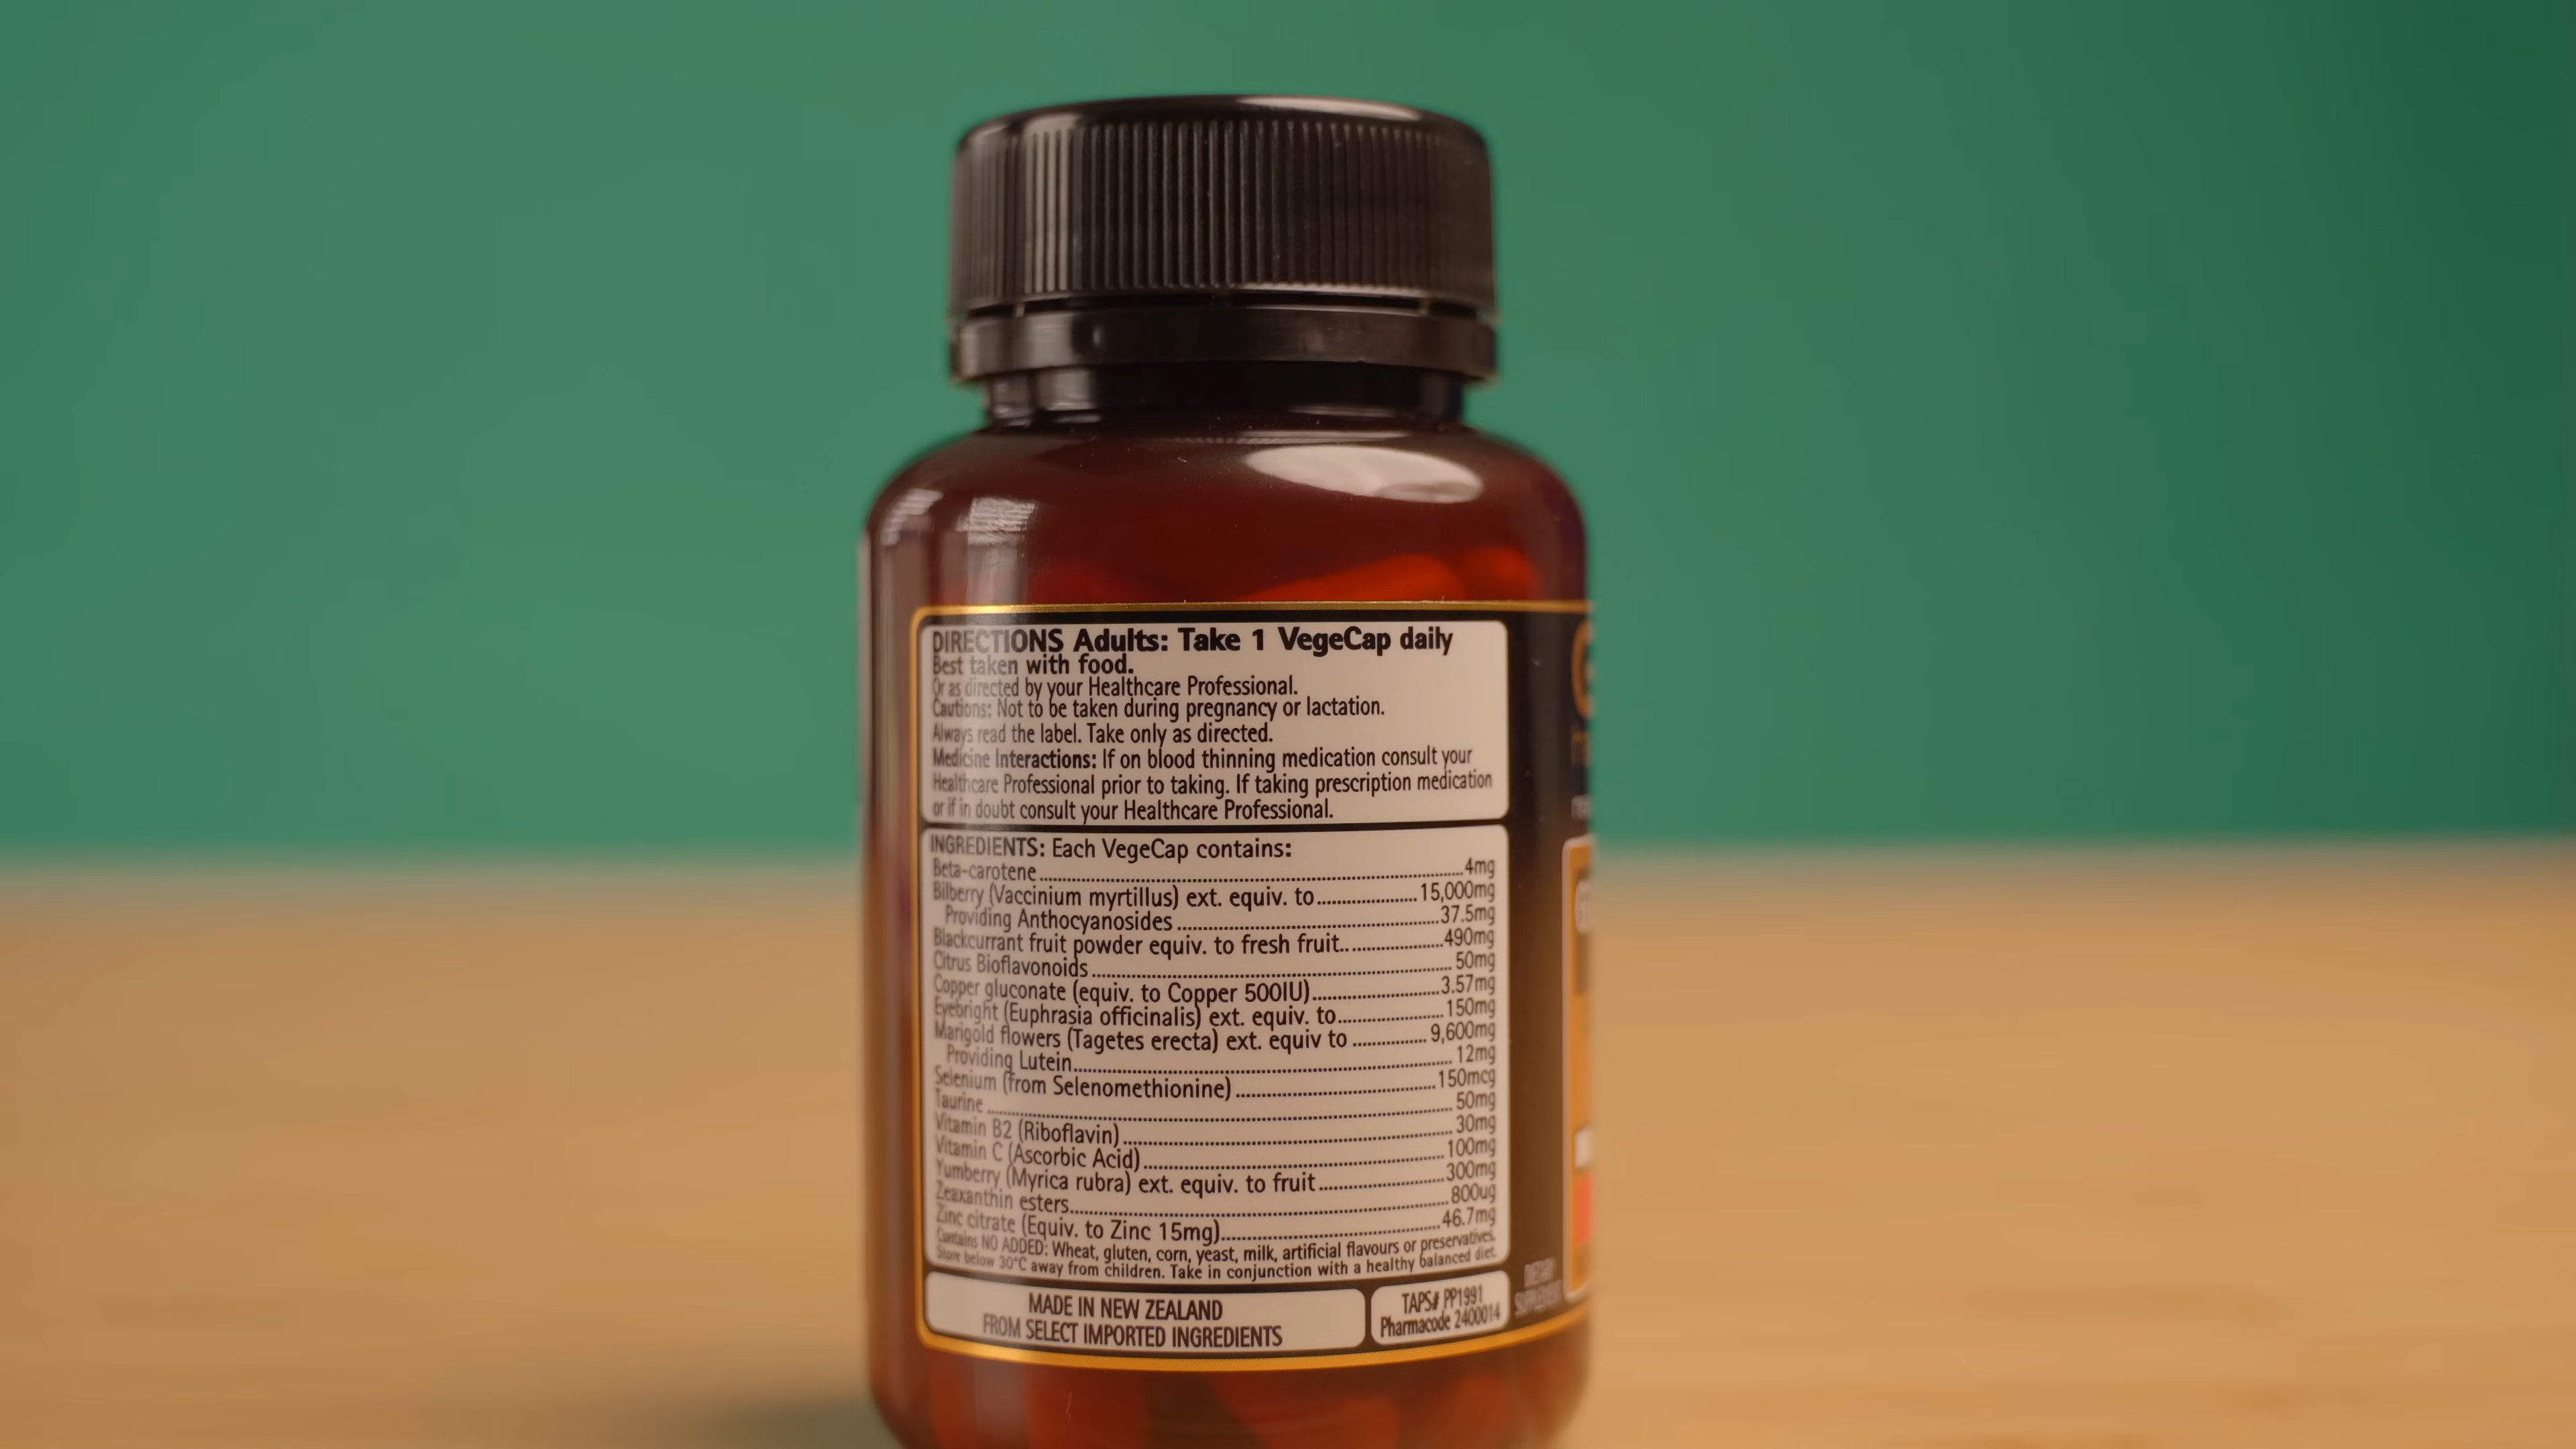 DIRECTIONS Adults: Take 1 VegeCap daily
Best taken with food.
Or as directed by your Healthcare Professional.
Cautions: Not to be taken during pregnancy or lactation.
Always read the label. Take only as directed.
Medicine Interactions: If on blood thinning medication consult your
Healthcare Professional prior to taking. If taking prescription medication
or if in doubt consult your Healthcare Professional.
INGREDIENTS: Each VegeCap contains:
Beta-carotene 4mg
Bilberry (Vaccinium myrtillus) ext. equiv. to 15,000mg
Providing Anthocyanosides 37.5mg
Blackcurrant fruit powder equiv. to fresh fruit 490mg
Citrus Bioflavonoids 50mg
Copper gluconate (equiv. to Copper 500IU) 3.57mg
Eyebright (Euphrasia officinalis) ext. equiv. to 150mg
Marigold flowers (Tagetes erecta) ext. equiv to 9,600mg
Providing Lutein 12mg
Selenium (from Selenomethionine) 150mcg
Taurine 50mg
Vitamin B2 (Riboflavin) 30mg
Vitamin C (Ascorbic Acid) 100mg
Yumberry (Myrica rubra) ext. equiv. to fruit 300mg
Zeaxanthin esters 800ug
Zinc citrate (Equiv. to Zinc 15mg) 46.7mg
Contains NO ADDED: Wheat, gluten, corn, yeast, milk, artificial flavours or preservatives.
Store below 30°C away from children. Take in conjunction with a healthy balanced diet.
MADE IN NEW ZEALAND
FROM SELECT IMPORTED INGREDIENTS
TAPS# PP1991
Pharmacode 2400014